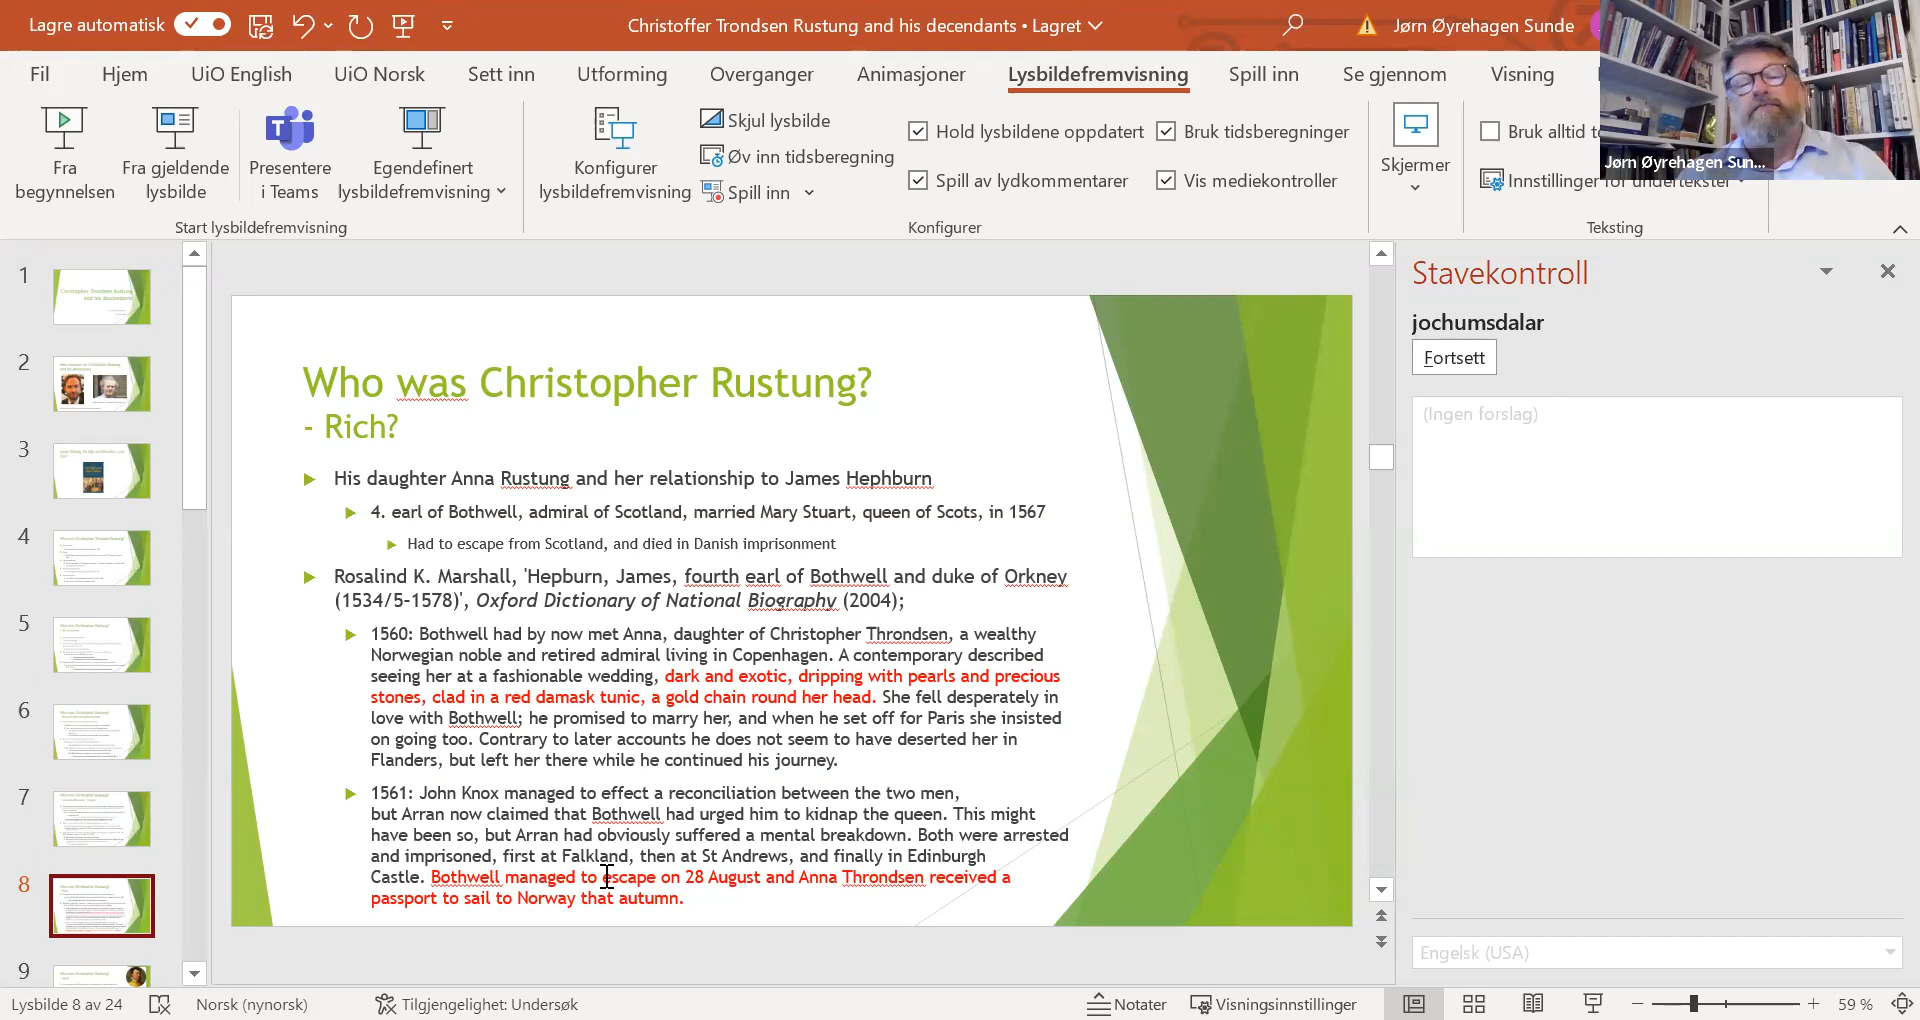 Lagre automatisk
Christoffer Trondsen Rustung and his decendants • Lagret
Jørn Øyrehagen Sunde
Fil Hjem UiO English UiO Norsk Sett inn Utforming Overganger Animasjoner Lysbildefremvisning Spill inn Se gjennom Visning
Fra begynnelsen
Fra gjeldende lysbilde
Presentere i Teams
Egendefinert lysbildefremvisning
Start lysbildefremvisning
Konfigurer lysbildefremvisning
Skjul lysbilde
Øv inn tidsberegning
Spill inn
Hold lysbildene oppdatert
Spill av lydkommentarer
Bruk tidsberegninger
Vis mediekontroller
Konfigurer
Skjermer
Bruk alltid
Innstillinger for undertekster
Teksting
Jørn Øyrehagen Sun...
1
2
3
4
5
6
7
8
9
Who was Christopher Rustung?
- Rich?
His daughter Anna Rustung and her relationship to James Hephburn
4. earl of Bothwell, admiral of Scotland, married Mary Stuart, queen of Scots, in 1567
Had to escape from Scotland, and died in Danish imprisonment
Rosalind K. Marshall, 'Hepburn, James, fourth earl of Bothwell and duke of Orkney
(1534/5–1578)', Oxford Dictionary of National Biography (2004);
1560: Bothwell had by now met Anna, daughter of Christopher Throndsen, a wealthy
Norwegian noble and retired admiral living in Copenhagen. A contemporary described
seeing her at a fashionable wedding, dark and exotic, dripping with pearls and precious
stones, clad in a red damask tunic, a gold chain round her head. She fell desperately in
love with Bothwell; he promised to marry her, and when he set off for Paris she insisted
on going too. Contrary to later accounts he does not seem to have deserted her in
Flanders, but left her there while he continued his journey.
1561: John Knox managed to effect a reconciliation between the two men,
but Arran now claimed that Bothwell had urged him to kidnap the queen. This might
have been so, but Arran had obviously suffered a mental breakdown. Both were arrested
and imprisoned, first at Falkland, then at St Andrews, and finally in Edinburgh
Castle. Bothwell managed to escape on 28 August and Anna Throndsen received a
passport to sail to Norway that autumn.
Stavekontroll
jochumsdalar
Fortsett
(Ingen forslag)
Engelsk (USA)
Lysbilde 8 av 24
Norsk (nynorsk)
Tilgjengelighet: Undersøk
Notater
Visningsinnstillinger
59 %